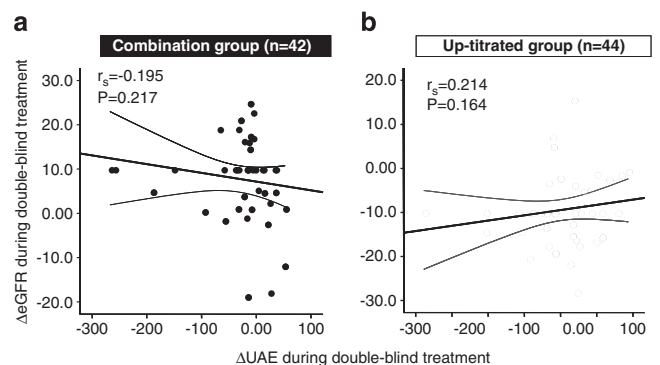 a
Combination group (n=42)
rs=-0.195
P=0.217
30.0
20.0
10.0
0.00
-10.0
-20.0
-300 -200 -100 0.00 100
b
Up-titrated group (n=44)
rs=0.214
P=0.164
20.0
10.0
0.00
-10.0
-20.0
-30.0
-300 -200 -100 0.00 100
ΔeGFR during double-blind treatment
ΔUAE during double-blind treatment